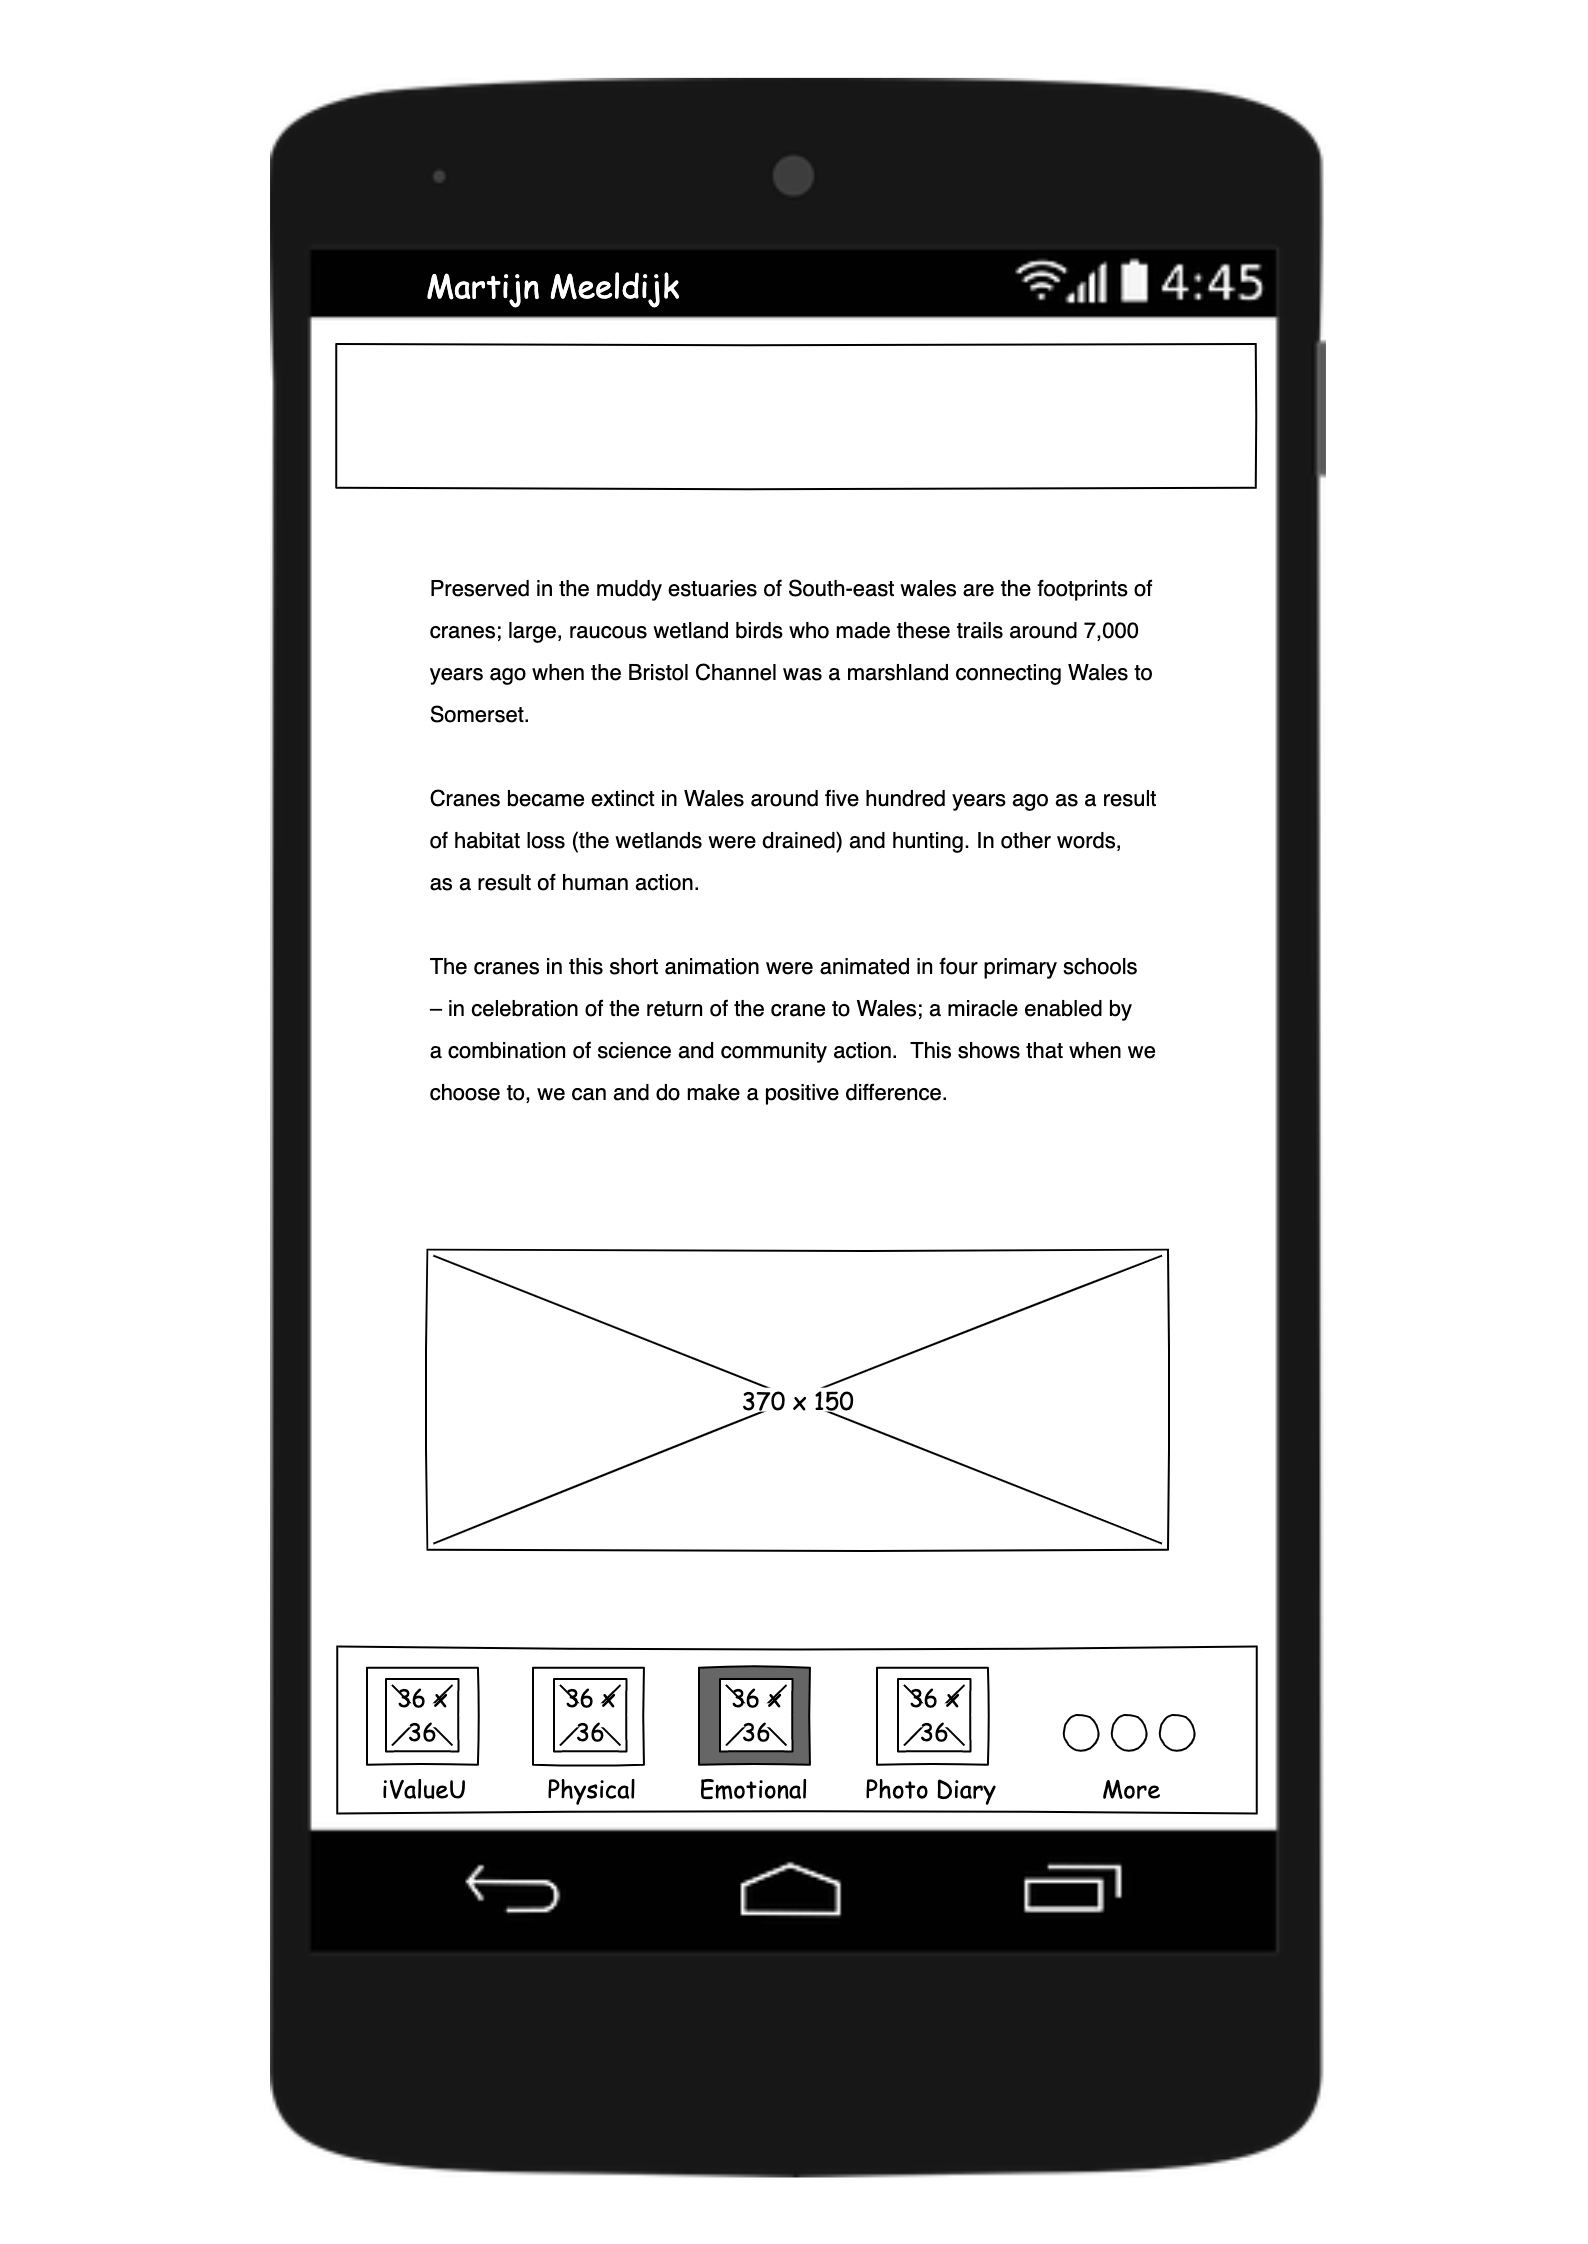 Martijn Meeldijk 4:45
Preserved in the muddy estuaries of South-east wales are the footprints of
cranes; large, raucous wetland birds who made these trails around 7,000
years ago when the Bristol Channel was a marshland connecting Wales to
Somerset.
Cranes became extinct in Wales around five hundred years ago as a result
of habitat loss (the wetlands were drained) and hunting. In other words,
as a result of human action.
The cranes in this short animation were animated in four primary schools
– in celebration of the return of the crane to Wales; a miracle enabled by
a combination of science and community action.  This shows that when we
choose to, we can and do make a positive difference.
370 x 150
36 x 36 x 36 x 36 x
36 36 36 36
iValueU Physical Emotional Photo Diary More